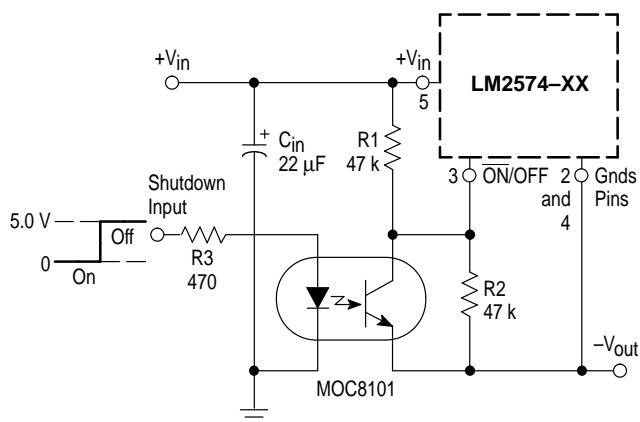 +Vin
+Vin
5
LM2574–XX
R1
47 k
+
Cin
22 µF
3
ON/OFF
2
and
4
Gnds
Pins
Shutdown
Input
5.0 V
Off
0
On
R3
470
R2
47 k
–Vout
MOC8101